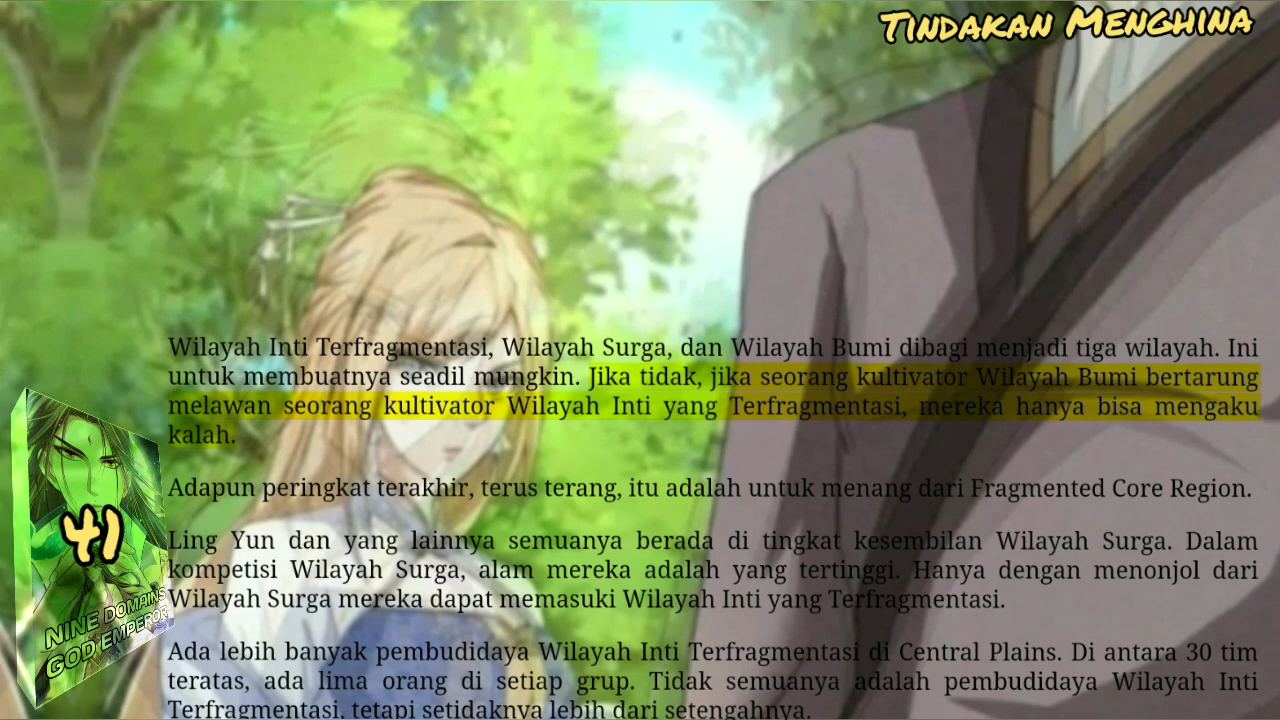 Tindakan Menghina
Wilayah Inti Terfragmentasi, Wilayah Surga, dan Wilayah Bumi dibagi menjadi tiga wilayah. Ini
untuk membuatnya seadil mungkin. Jika tidak, jika seorang kultivator Wilayah Bumi bertarung
melawan seorang kultivator Wilayah Inti yang Terfragmentasi, mereka hanya bisa mengaku
kalah.
Adapun peringkat terakhir, terus terang, itu adalah untuk menang dari Fragmented Core Region.
Ling Yun dan yang lainnya semuanya berada di tingkat kesembilan Wilayah Surga. Dalam
kompetisi Wilayah Surga, alam mereka adalah yang tertinggi. Hanya dengan menonjol dari
Wilayah Surga mereka dapat memasuki Wilayah Inti yang Terfragmentasi.
Ada lebih banyak pembudidaya Wilayah Inti Terfragmentasi di Central Plains. Di antara 30 tim
teratas, ada lima orang di setiap grup. Tidak semuanya adalah pembudidaya Wilayah Inti
Terfragmentasi, tetapi setidaknya lebih dari setengahnya.
41
NINE DOMAINS
GOD EMPEROR